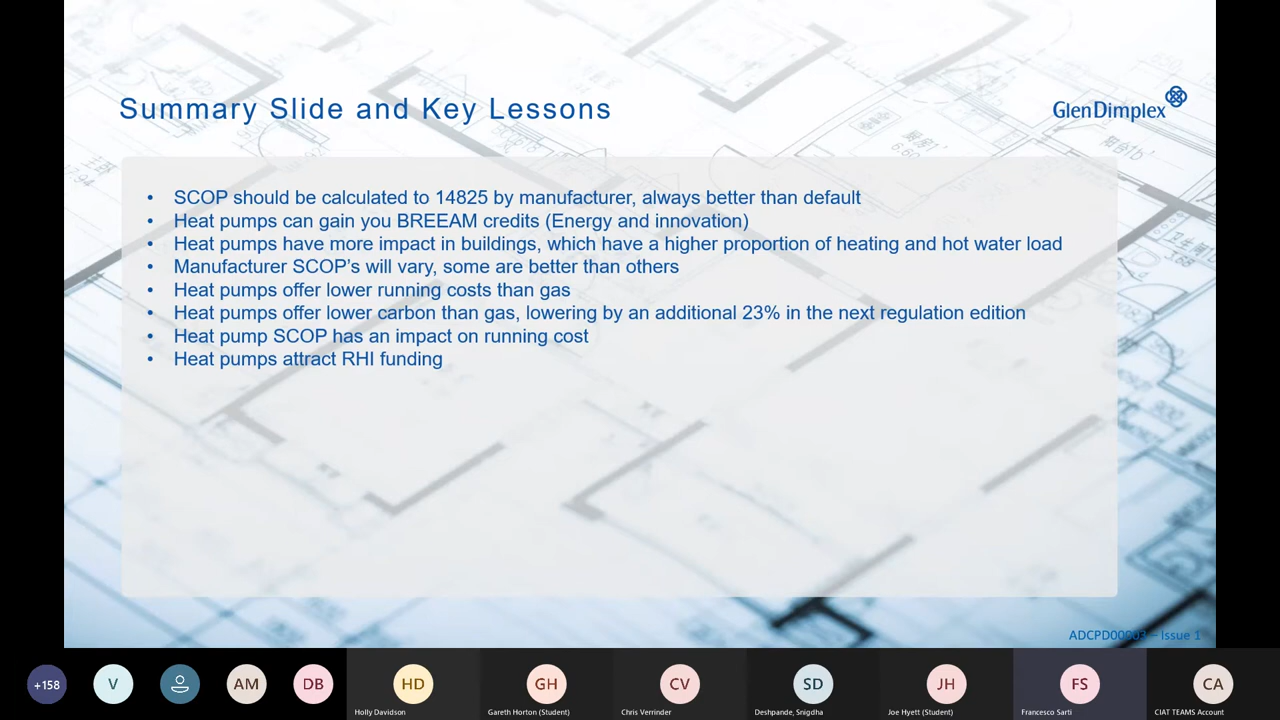 Summary Slide and Key Lessons
GlenDimplex
• SCOP should be calculated to 14825 by manufacturer, always better than default
• Heat pumps can gain you BREEAM credits (Energy and innovation)
• Heat pumps have more impact in buildings, which have a higher proportion of heating and hot water load
• Manufacturer SCOP’s will vary, some are better than others
• Heat pumps offer lower running costs than gas
• Heat pumps offer lower carbon than gas, lowering by an additional 23% in the next regulation edition
• Heat pump SCOP has an impact on running cost
• Heat pumps attract RHI funding
– Issue 1
+158
V
AM
DB
HD
GH
CV
SD
JH
FS
CA
Holly Davidson
Gareth Horton (Student)
Chris Verrinder
Deshpande, Snigdha
Joe Hyett (Student)
Francesco Sarti
CIAT TEAMS Account